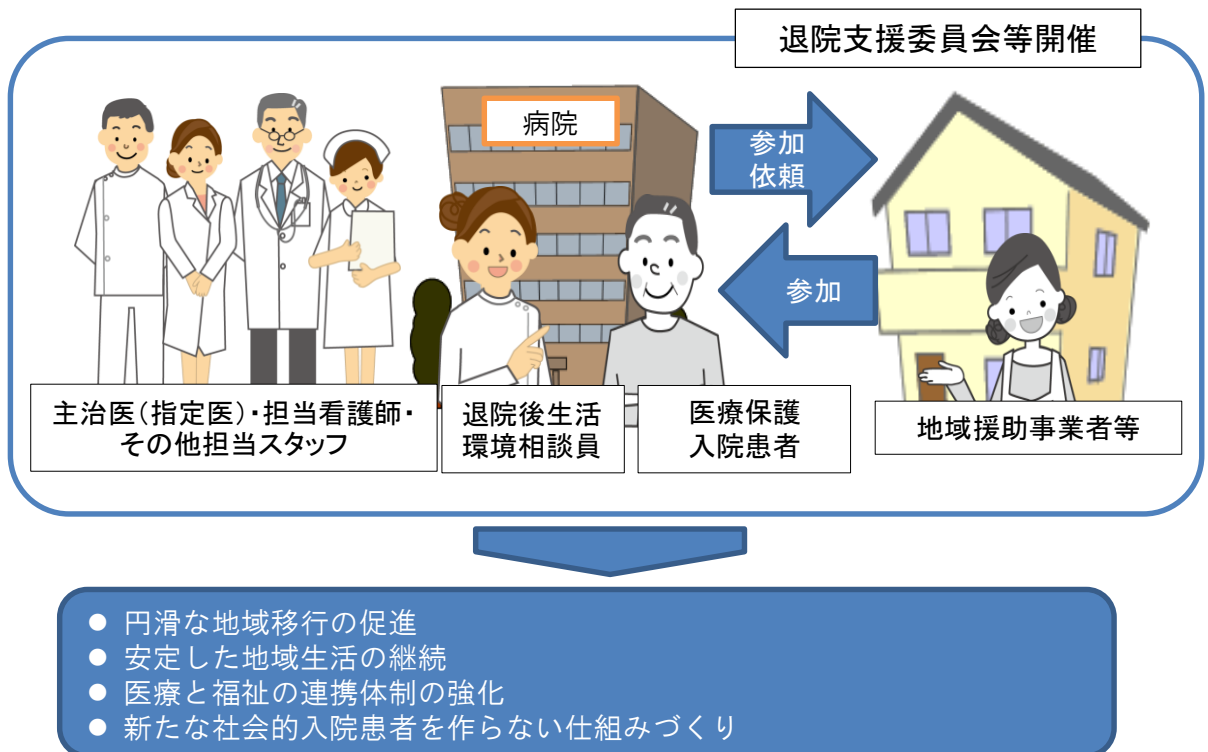 退院支援委員会等開催
病院
参加
依頼
参加
主治医(指定医)・担当看護師・
その他担当スタッフ
退院後生活
環境相談員
医療保護
入院患者
地域援助事業者等
● 円滑な地域移行の促進
● 安定した地域生活の継続
● 医療と福祉の連携体制の強化
● 新たな社会的入院患者を作らない仕組みづくり